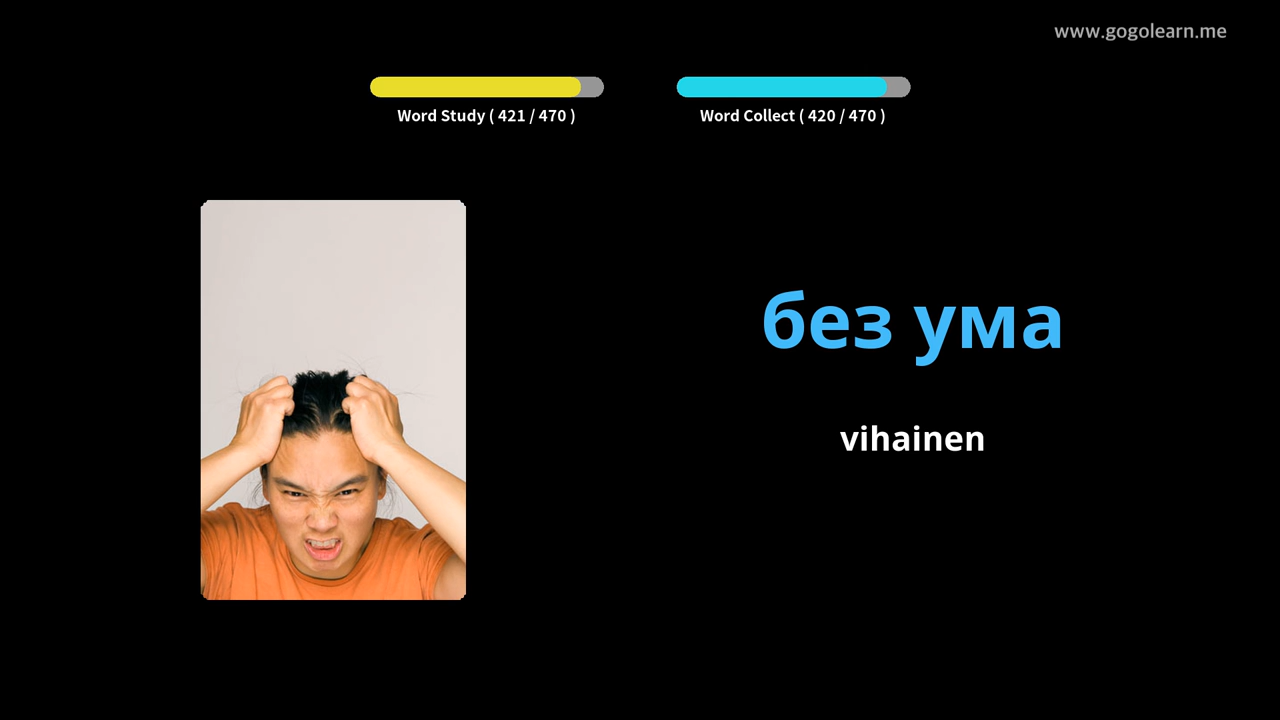 www.gogolearn.me
Word Study ( 421 / 470 )
Word Collect ( 420 / 470 )
без ума
vihainen